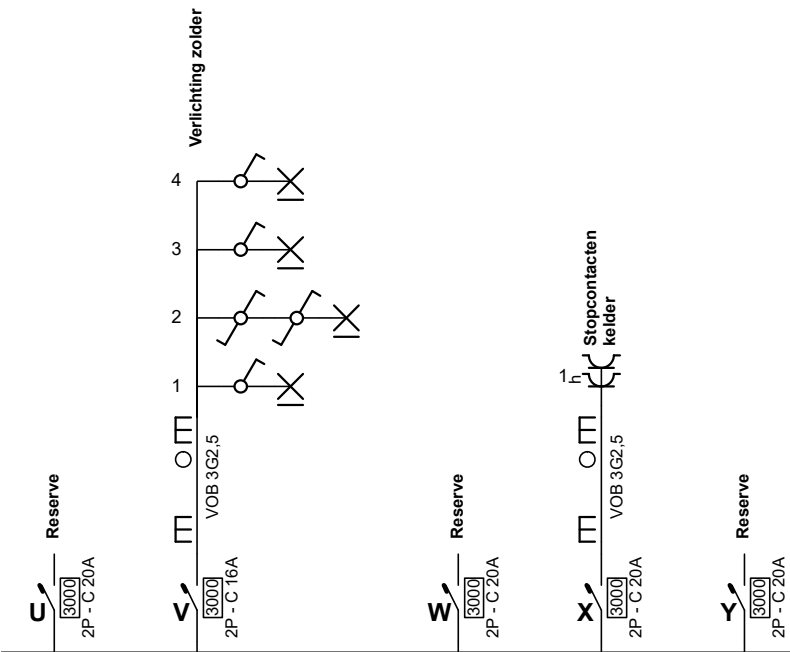 Verlichting zolder
4
3
2
1
VOB 3G2,5
Stopcontacten
kelder
1
h
VOB 3G2,5
Reserve
U
3000
2P - C 20A
V
3000
2P - C 16A
Reserve
W
3000
2P - C 20A
X
3000
2P - C 20A
Reserve
Y
3000
2P - C 20A